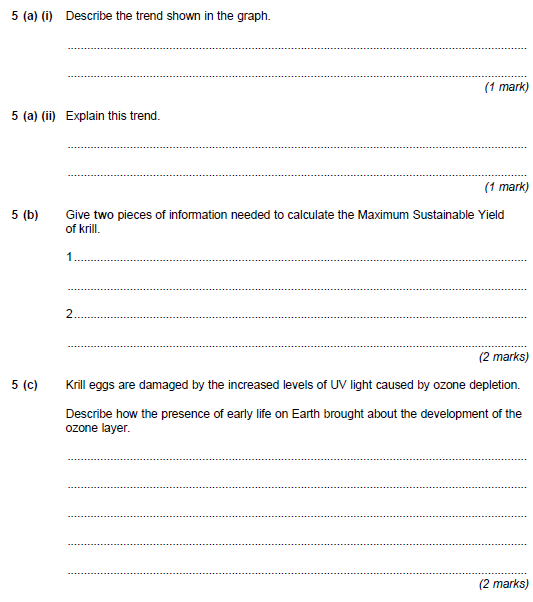 5 (a) (i) Describe the trend shown in the graph.
(1 mark)
5 (a) (ii) Explain this trend.
(1 mark)
5 (b) Give two pieces of information needed to calculate the Maximum Sustainable Yield
of krill.
1
2
(2 marks)
5 (c) Krill eggs are damaged by the increased levels of UV light caused by ozone depletion.
Describe how the presence of early life on Earth brought about the development of the
ozone layer.
(2 marks)